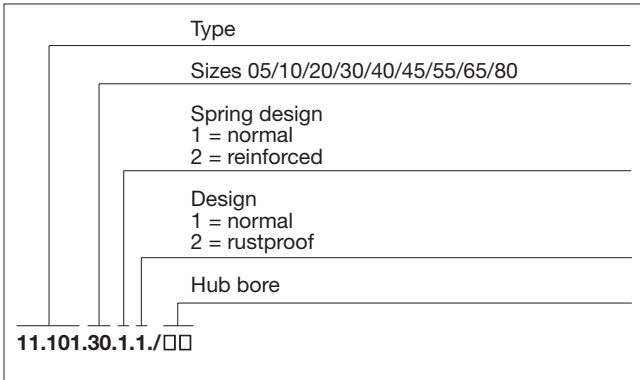 Type
Sizes 05/10/20/30/40/45/55/65/80
Spring design
1 = normal
2 = reinforced
Design
1 = normal
2 = rustproof
Hub bore
11.101.30.1.1./□□